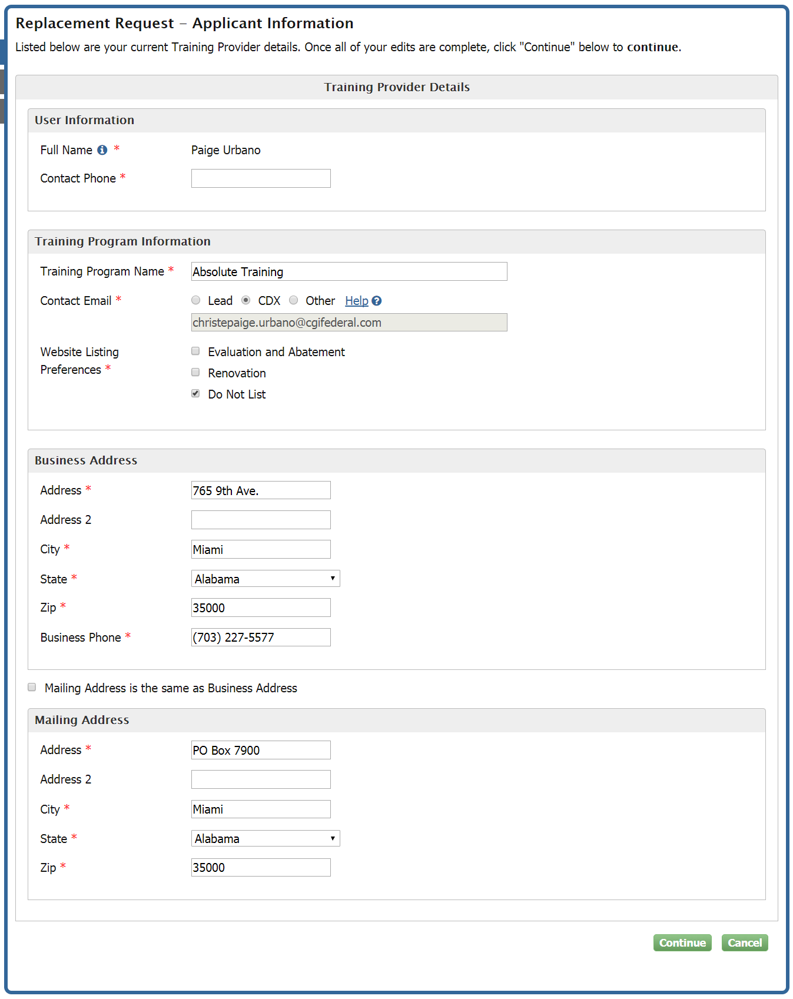 Replacement Request – Applicant Information
Listed below are your current Training Provider details. Once all of your edits are complete, click "Continue" below to continue.
Training Provider Details
User Information
Full Name * Paige Urbano
Contact Phone *
Training Program Information
Training Program Name * Absolute Training
Contact Email * Lead CDX Other Help
christepaige.urbano@cgifederal.com
Website Listing Preferences * Evaluation and Abatement
Renovation
Do Not List
Business Address
Address * 765 9th Ave.
Address 2
City * Miami
State * Alabama
Zip * 35000
Business Phone * (703) 227-5577
Mailing Address is the same as Business Address
Mailing Address
Address * PO Box 7900
Address 2
City * Miami
State * Alabama
Zip * 35000
Continue Cancel